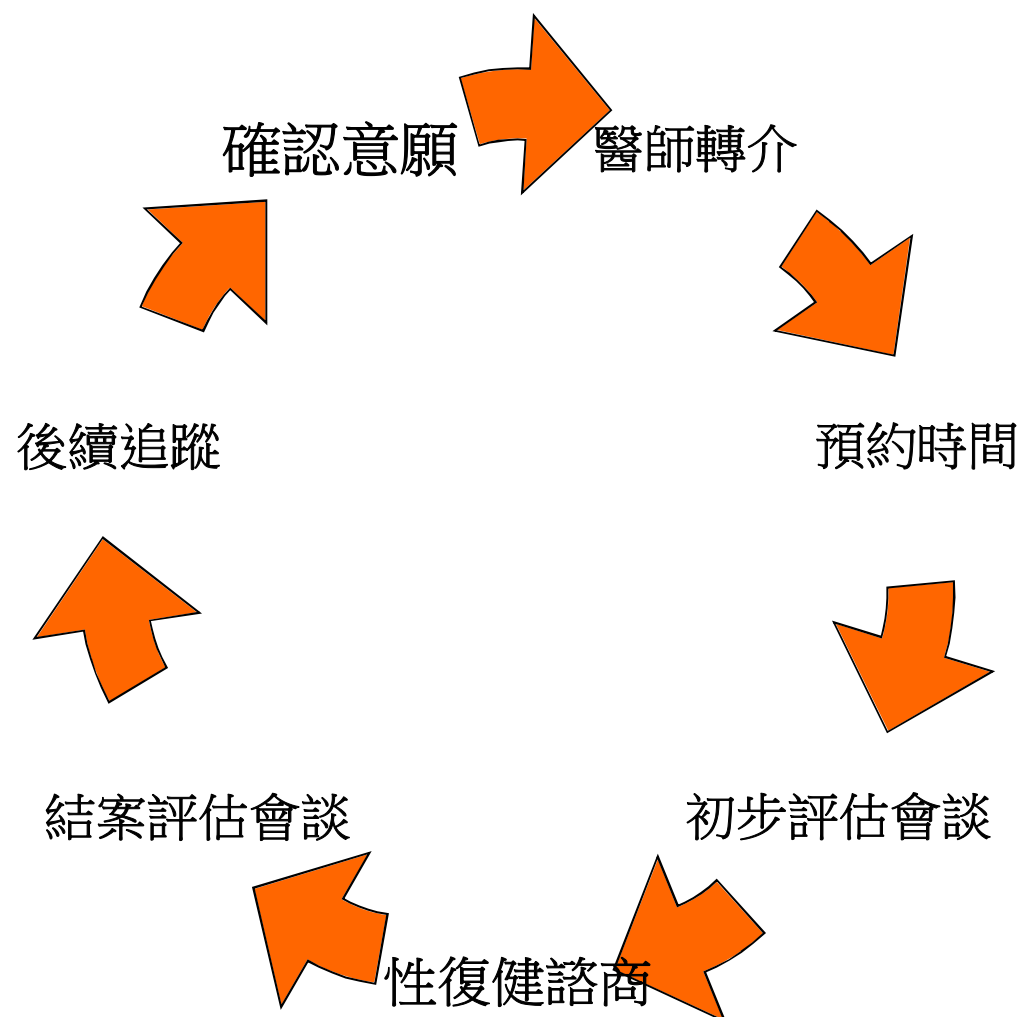 確認意願
醫師轉介
預約時間
初步評估會談
性復健諮商
結案評估會談
後續追蹤